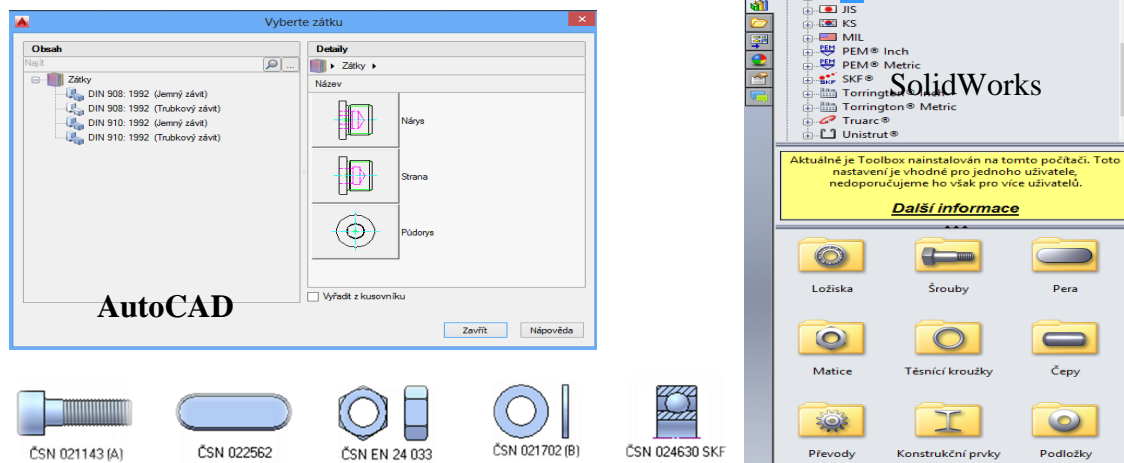 Vyberte zátku
Obsah
Najít
...
Zátky
DIN 908: 1992 (Jemný závit)
DIN 908: 1992 (Trubkový závit)
DIN 910: 1992 (Jemný závit)
DIN 910: 1992 (Trubkový závit)
AutoCAD
Detaily
Zátky
Název
Nárys
Strana
Půdorys
Vyřadit z kusovníku
Zavřít
Nápověda
ČSN 021143 (A)
ČSN 022562
ČSN EN 24 033
ČSN 021702 (B)
ČSN 024630 SKF
JIS
KS
MIL
PEM® Inch
PEM® Metric
SKF®
SolidWorks
Torrington® Inch
Torrington® Metric
Truarc®
Unistrut®
Aktuálně je Toolbox nainstalován na tomto počítači. Toto
nastavení je vhodné pro jednoho uživatele,
nedoporučujeme ho však pro více uživatelů.
Další informace
Ložiska
Šrouby
Pera
Matice
Těsnící kroužky
Čepy
Převody
Konstrukční prvky
Podložky